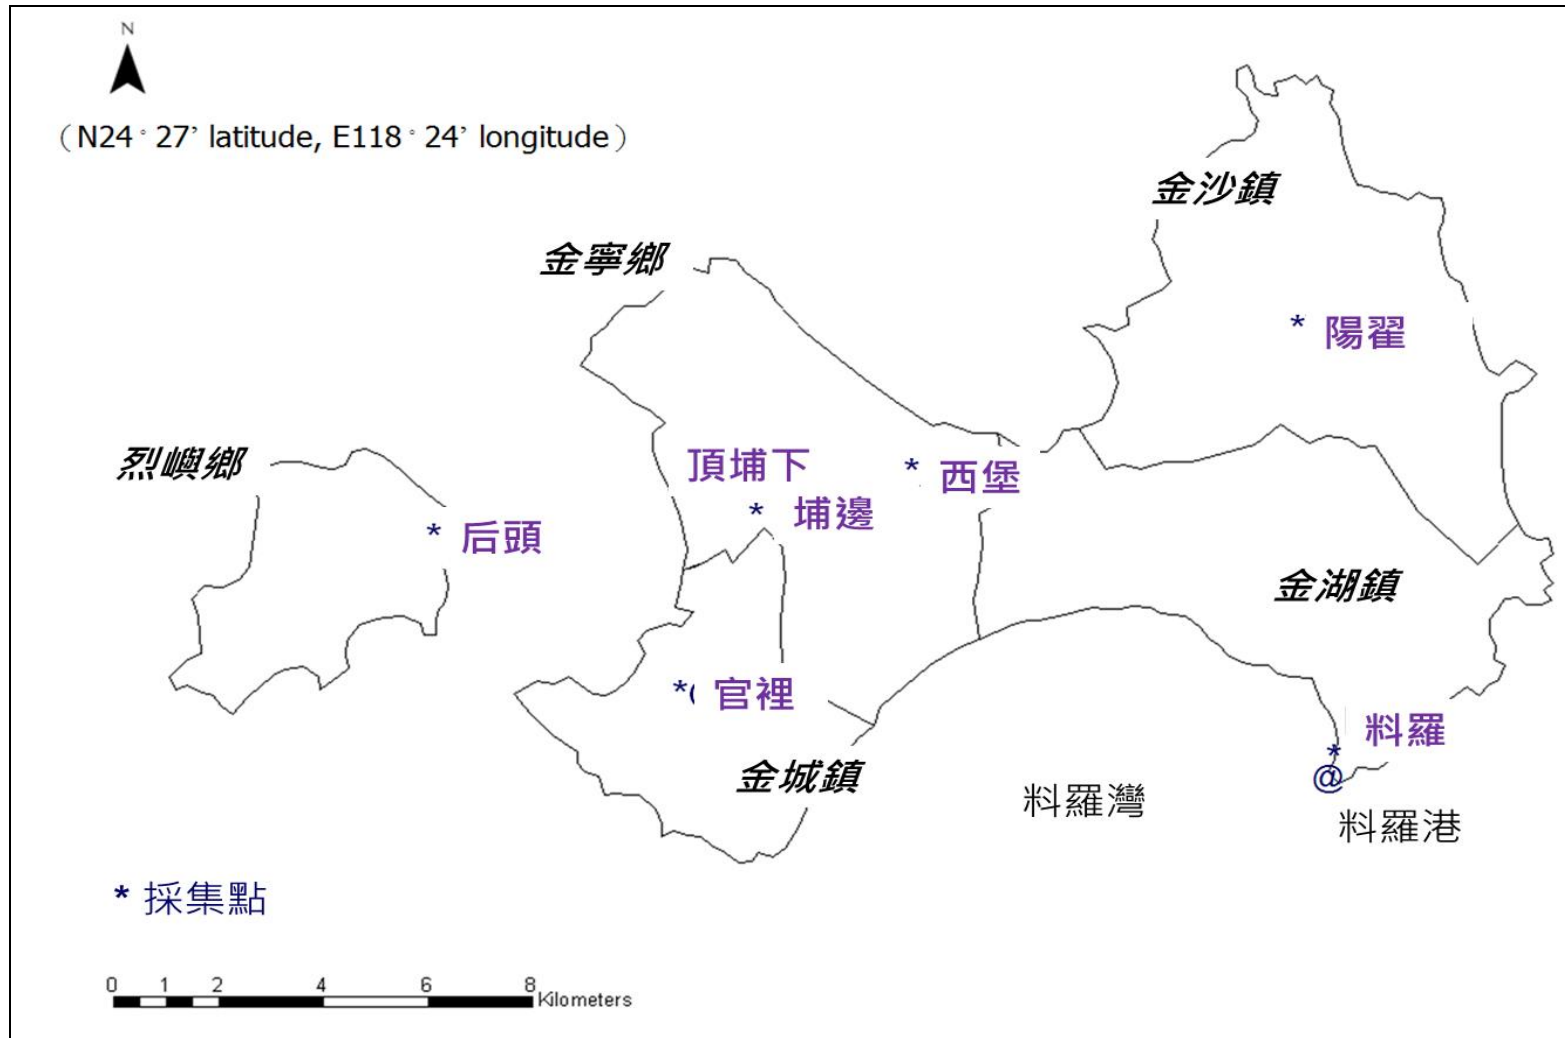 N
（N24°27’ latitude, E118°24’ longitude）
金沙鎮
金寧鄉
* 陽翟
烈嶼鄉
頂埔下
* 西堡
* 埔邊
* 后頭
金湖鎮
*( 官裡
料羅
*
@
金城鎮
料羅灣
料羅港
* 採集點
0 1 2 4 6 8
Kilometers